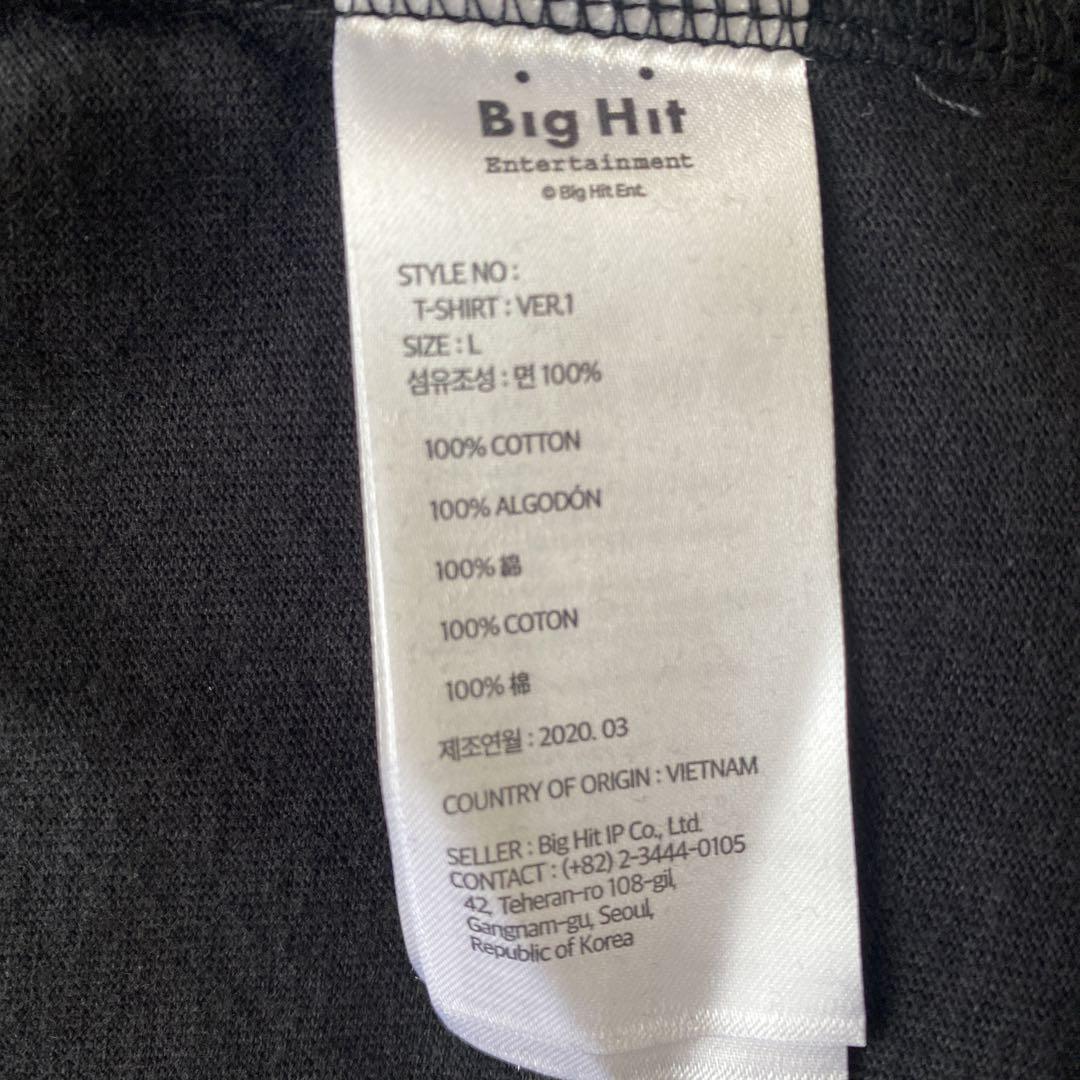 Big Hit
Entertainment
© Big Hit Ent.
STYLE NO :
T-SHIRT : VER.1
SIZE : L
섬유조성 : 면 100%
100% COTTON
100% ALGODÓN
100% 綿
100% COTON
100% 棉
제조연월 : 2020. 03
COUNTRY OF ORIGIN : VIETNAM
SELLER : Big Hit IP Co., Ltd.
CONTACT : (+82) 2-3444-0105
42, Teheran-ro 108-gil,
Gangnam-gu, Seoul,
Republic of Korea